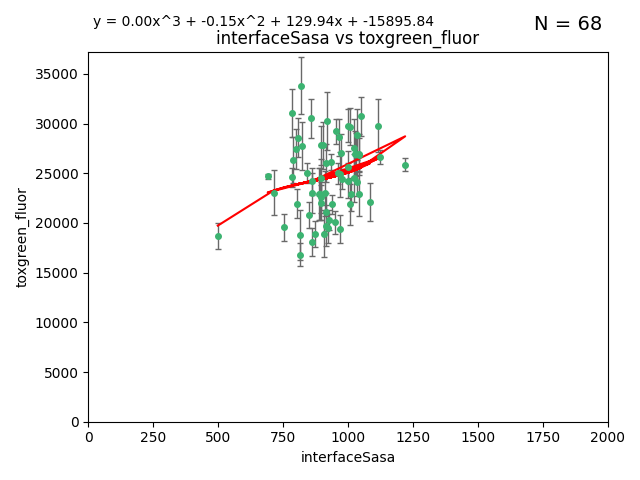 y = 0.00x^3 + -0.15x^2 + 129.94x + -15895.84
N = 68
interfaceSasa vs toxgreen_fluor
35000
30000
25000
20000
15000
10000
5000
0
toxgreen_fluor
0 250 500 750 1000 1250 1500 1750 2000
interfaceSasa